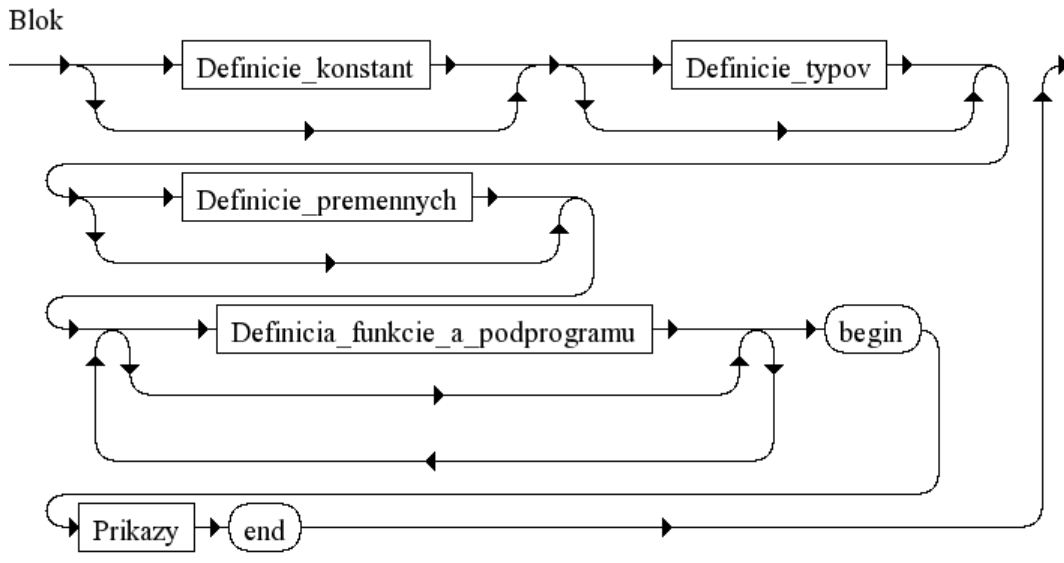 Blok
Definicie_konstant Definicie_typov
Definicie_premennych
Definicia_funkcie_a_podprogramu begin
Prikazy end